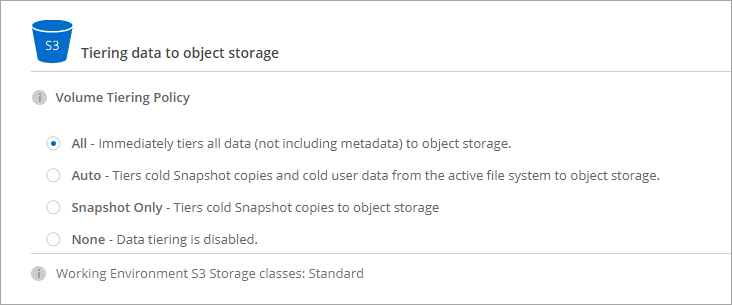 S3
Tiering data to object storage
i Volume Tiering Policy
All - Immediately tiers all data (not including metadata) to object storage.
Auto - Tiers cold Snapshot copies and cold user data from the active file system to object storage.
Snapshot Only - Tiers cold Snapshot copies to object storage
None - Data tiering is disabled.
i Working Environment S3 Storage classes: Standard